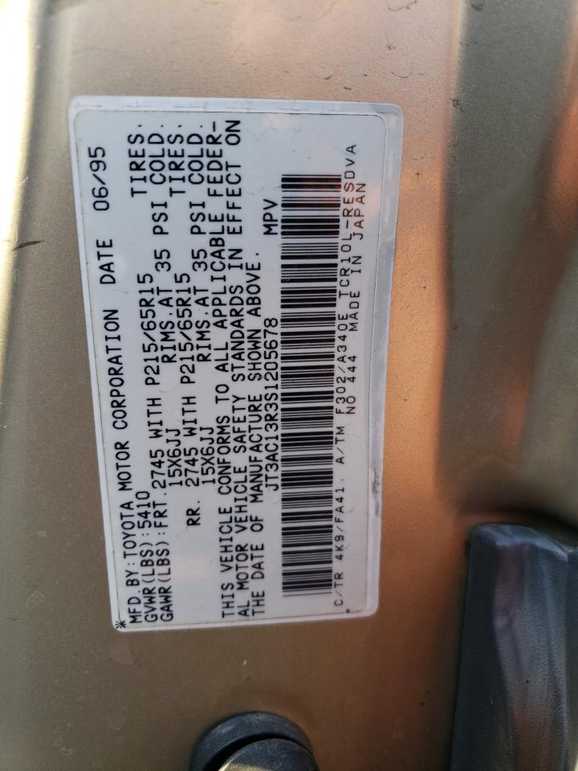 *MFD.BY:TOYOTA MOTOR CORPORATION DATE 06/95
GVWR(LBS):5410
GAWR(LBS):FRT.2745 WITH P215/65R15 TIRES.
15X6JJ RIMS.AT 35 PSI COLD.
RR. 2745 WITH P215/65R15 TIRES.
15X6JJ RIMS.AT 35 PSI COLD.
THIS VEHICLE CONFORMS TO ALL APPLICABLE FEDER-
AL MOTOR VEHICLE SAFETY STANDARDS IN EFFECT ON
THE DATE OF MANUFACTURE SHOWN ABOVE.
JT3AC13R3S1205678 MPV
C/TR 4K9/FA41. A/TM F302/A340E TCR10L-RESDVA
NO 444 MADE IN JAPAN